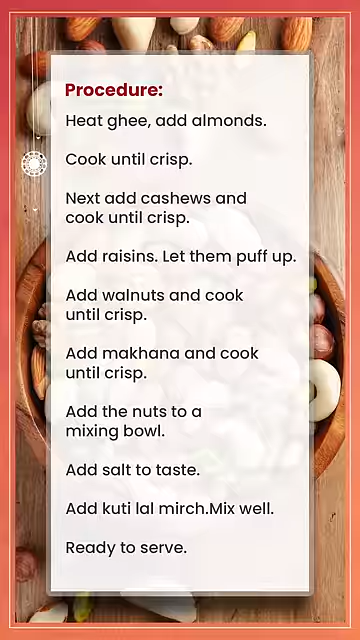 Procedure:
Heat ghee, add almonds.
Cook until crisp.
Next add cashews and
cook until crisp.
Add raisins. Let them puff up.
Add walnuts and cook
until crisp.
Add makhana and cook
until crisp.
Add the nuts to a
mixing bowl.
Add salt to taste.
Add kuti lal mirch.Mix well.
Ready to serve.